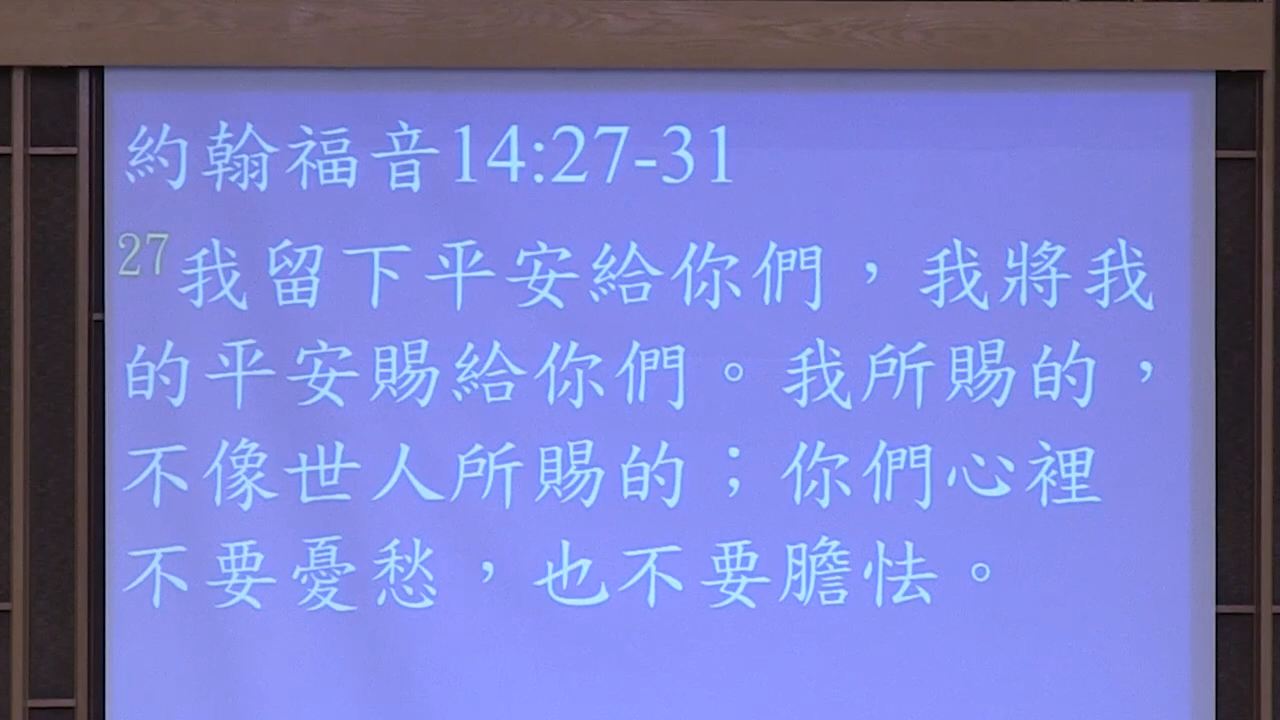 約翰福音14:27-31
27我留下平安給你們，我將我
的平安賜給你們。我所賜的，
不像世人所賜的；你們心裡
不要憂愁，也不要膽怯。